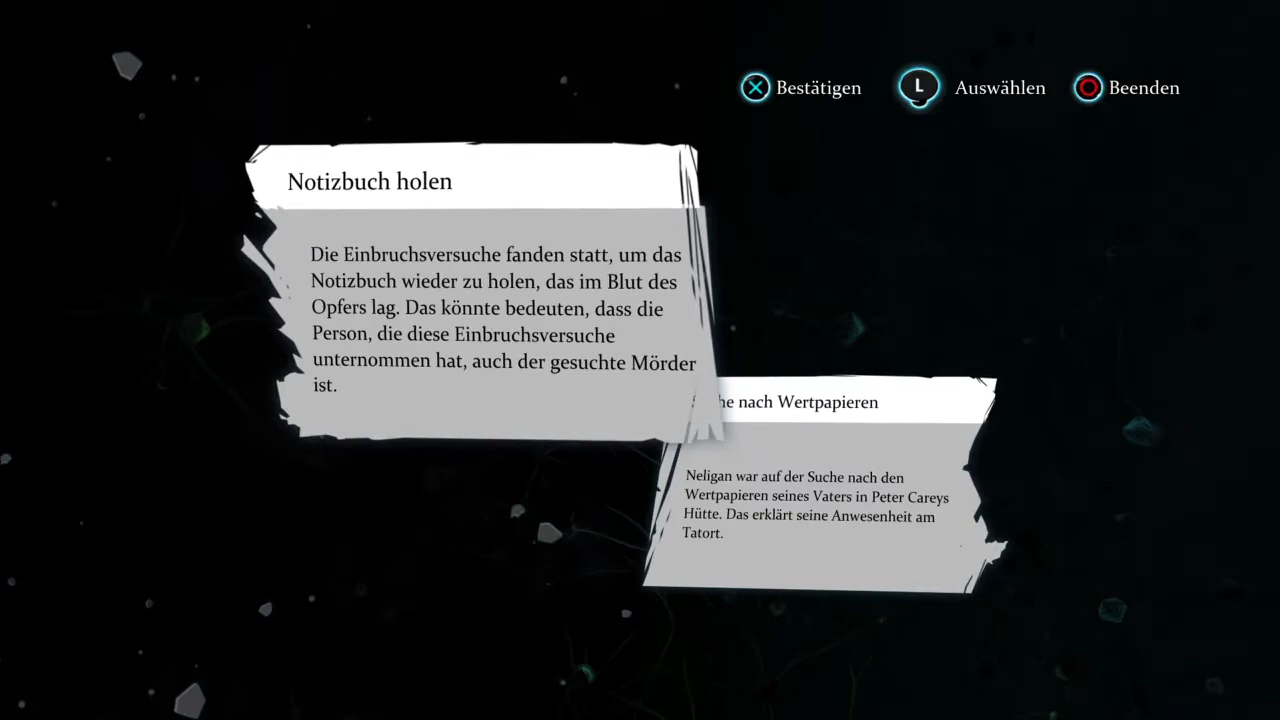 Bestätigen
L
Auswählen
Beenden
Notizbuch holen
Die Einbruchsversuche fanden statt, um das
Notizbuch wieder zu holen, das im Blut des
Opfers lag. Das könnte bedeuten, dass die
Person, die diese Einbruchsversuche
unternommen hat, auch der gesuchte Mörder
ist.
nach Wertpapieren
Neligan war auf der Suche nach den
Wertpapieren seines Vaters in Peter Careys
Hütte. Das erklärt seine Anwesenheit am
Tatort.